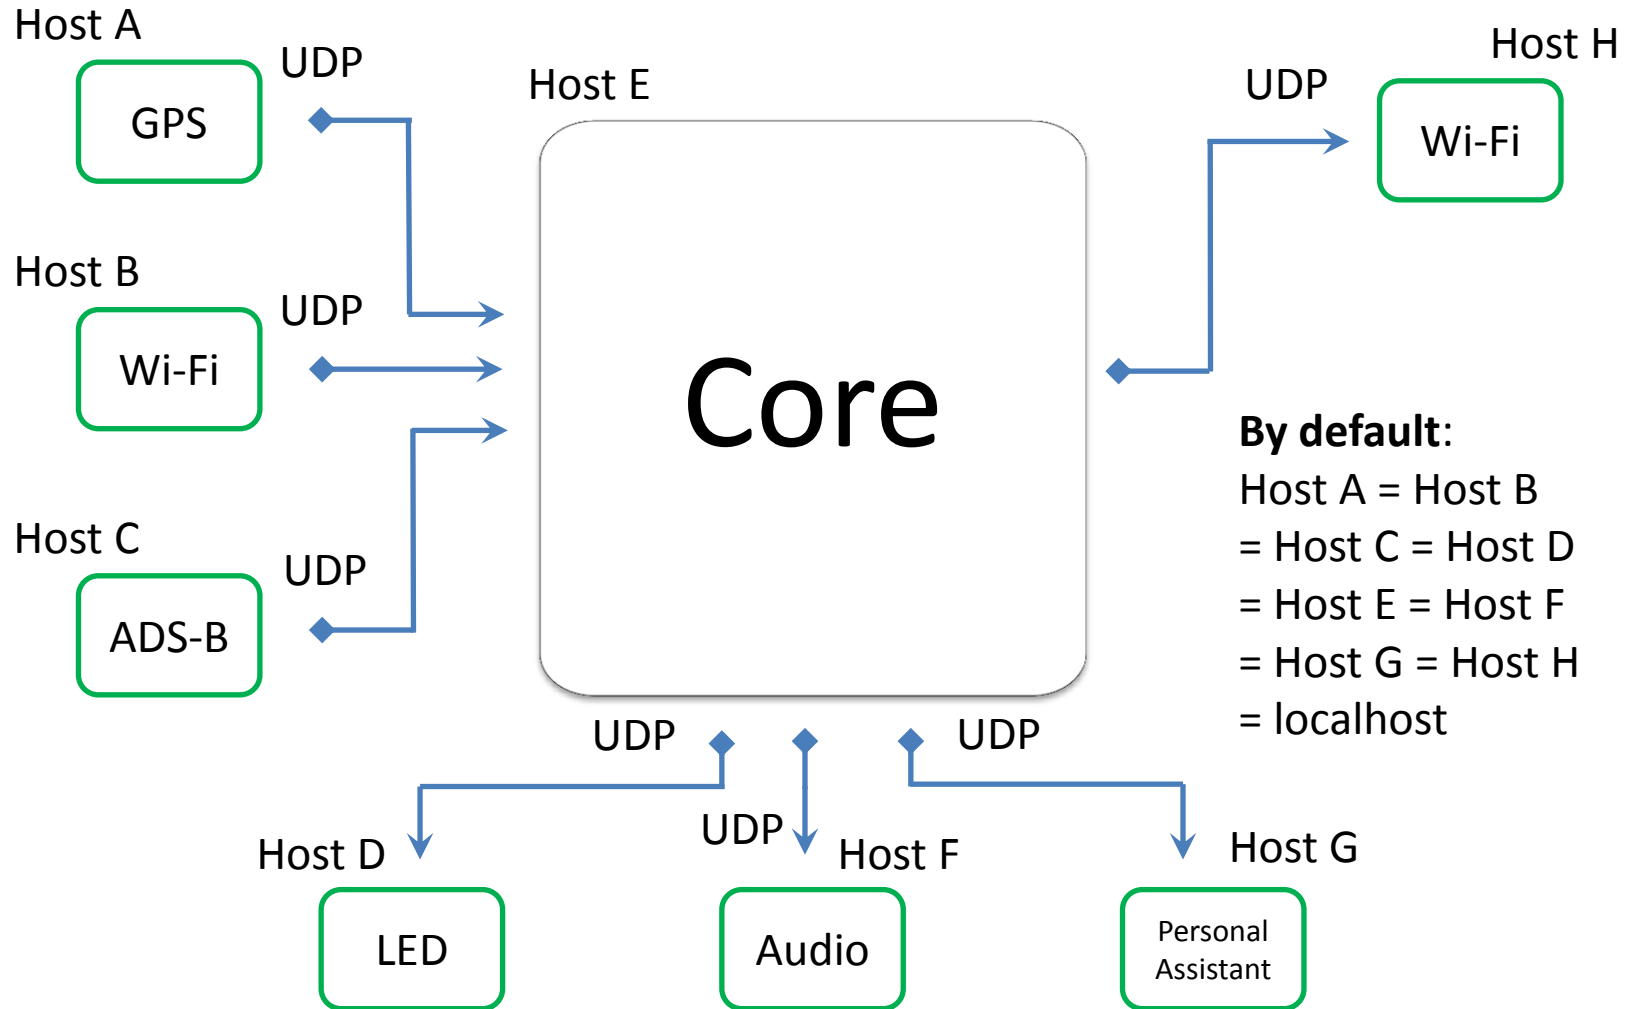 Host A
UDP
GPS
Host E
Host H
UDP
Wi-Fi
Host B
UDP
Wi-Fi
Core
Host C
UDP
ADS-B
By default:
Host A = Host B
= Host C = Host D
= Host E = Host F
= Host G = Host H
= localhost
UDP
UDP
UDP
Host D
Host F
Host G
LED
Audio
Personal
Assistant